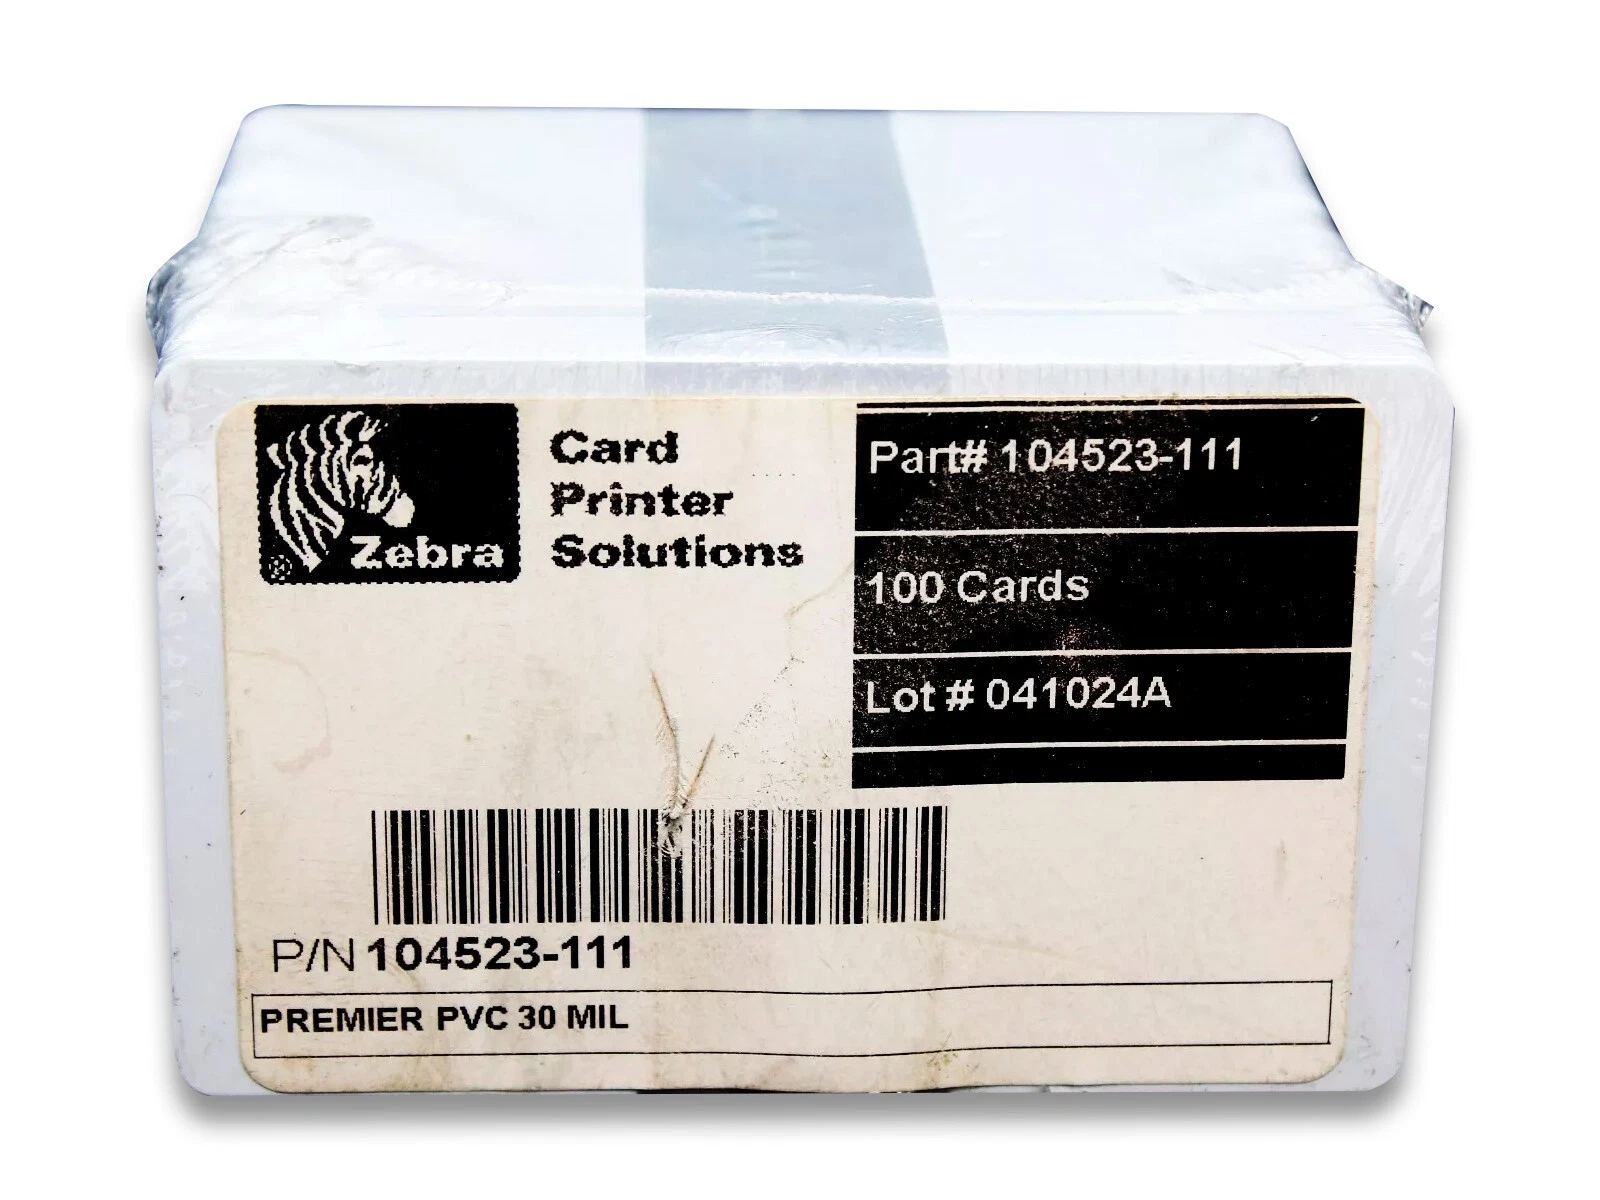 Zebra
®
Card
Printer
Solutions
Part# 104523-111
100 Cards
Lot # 041024A
P/N 104523-111
PREMIER PVC 30 MIL